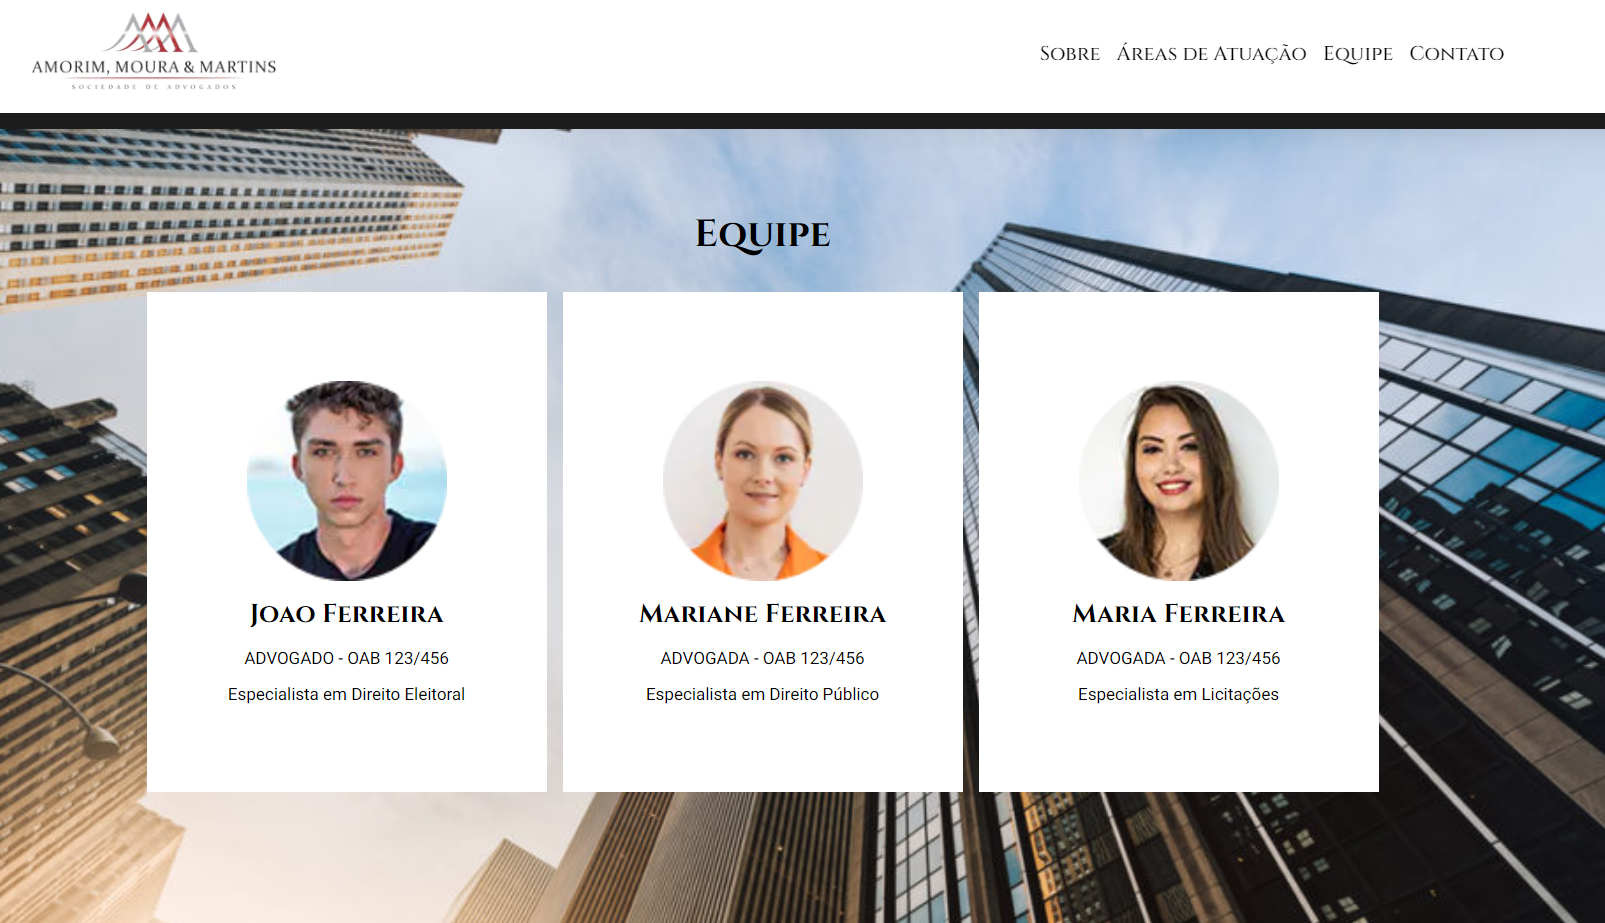 AMORIM, MOURA & MARTINS
SOCIEDADE DE ADVOGADOS
Sobre Áreas de Atuação Equipe Contato
Equipe
Joao Ferreira
ADVOGADO - OAB 123/456
Especialista em Direito Eleitoral
Mariane Ferreira
ADVOGADA - OAB 123/456
Especialista em Direito Público
Maria Ferreira
ADVOGADA - OAB 123/456
Especialista em Licitações